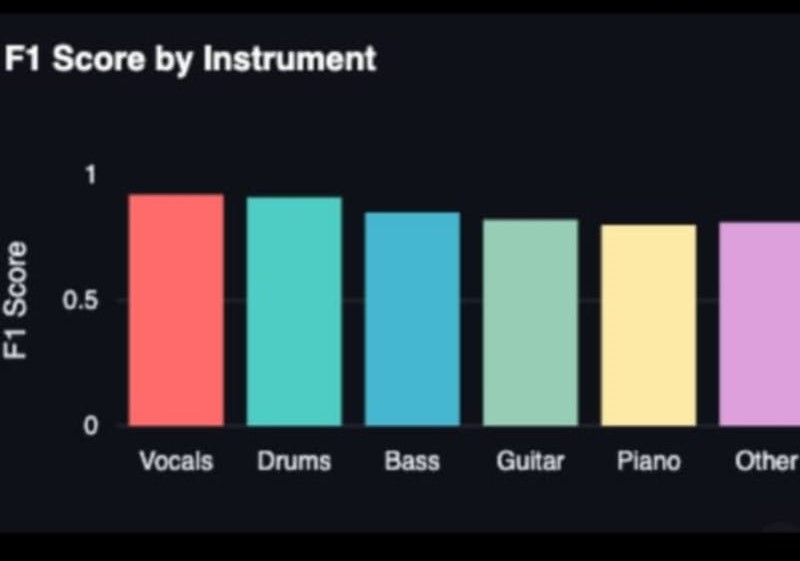 F1 Score by Instrument
1
F1 Score
0.5
0
Vocals Drums Bass Guitar Piano Other